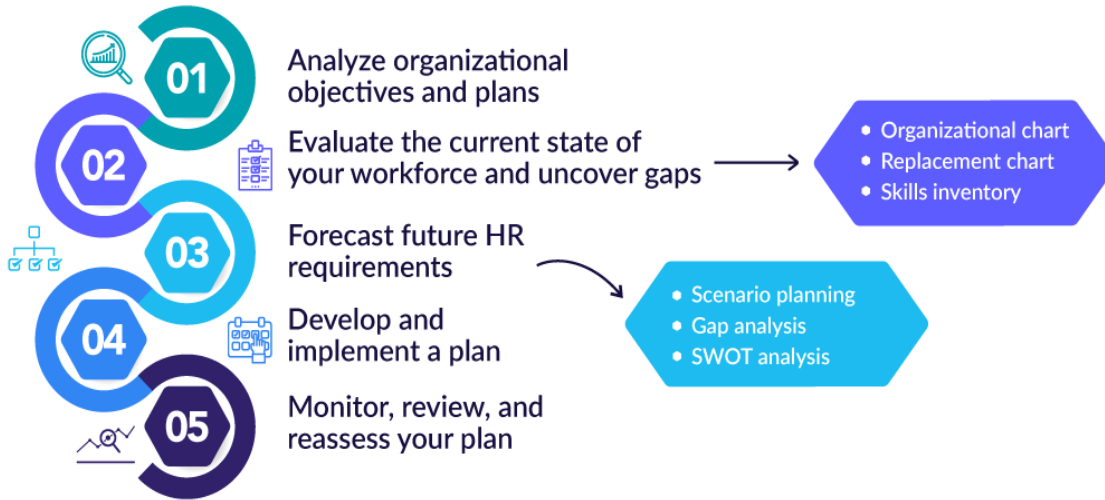 01
Analyze organizational
objectives and plans
02
Evaluate the current state of
your workforce and uncover gaps
• Organizational chart
• Replacement chart
• Skills inventory
03
Forecast future HR
requirements
• Scenario planning
• Gap analysis
• SWOT analysis
04
Develop and
implement a plan
05
Monitor, review, and
reassess your plan